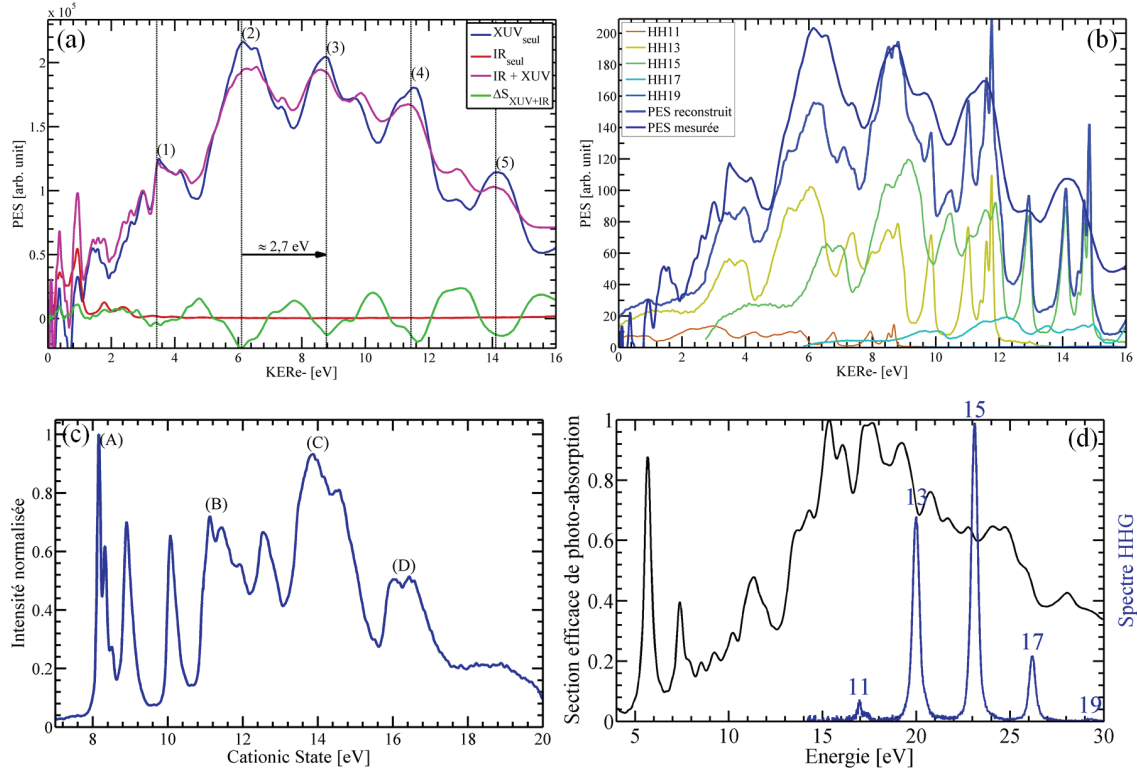 x 10⁵
(a)
(1)
(2)
(3)
(4)
(5)
XUVseul
IRseul
IR + XUV
ΔSXUV+IR
≈ 2,7 eV
PES [arb. unit]
2
1.5
1
0.5
0
0 2 4 6 8 10 12 14 16
KERe- [eV]
(b)
HH11
HH13
HH15
HH17
HH19
PES reconstruit
PES mesurée
PES [arb. unit]
200
180
160
140
120
100
80
60
40
20
0
0 2 4 6 8 10 12 14 16
KERe- [eV]
(c)
(A)
(B)
(C)
(D)
Intensité normalisée
1
0.8
0.6
0.4
0.2
0
8 10 12 14 16 18 20
Cationic State [eV]
(d)
15
13
17
11
19
Section efficace de photo-absorption
1
0.8
0.6
0.4
0.2
0
5 10 15 20 25 30
Energie [eV]
Spectre HHG